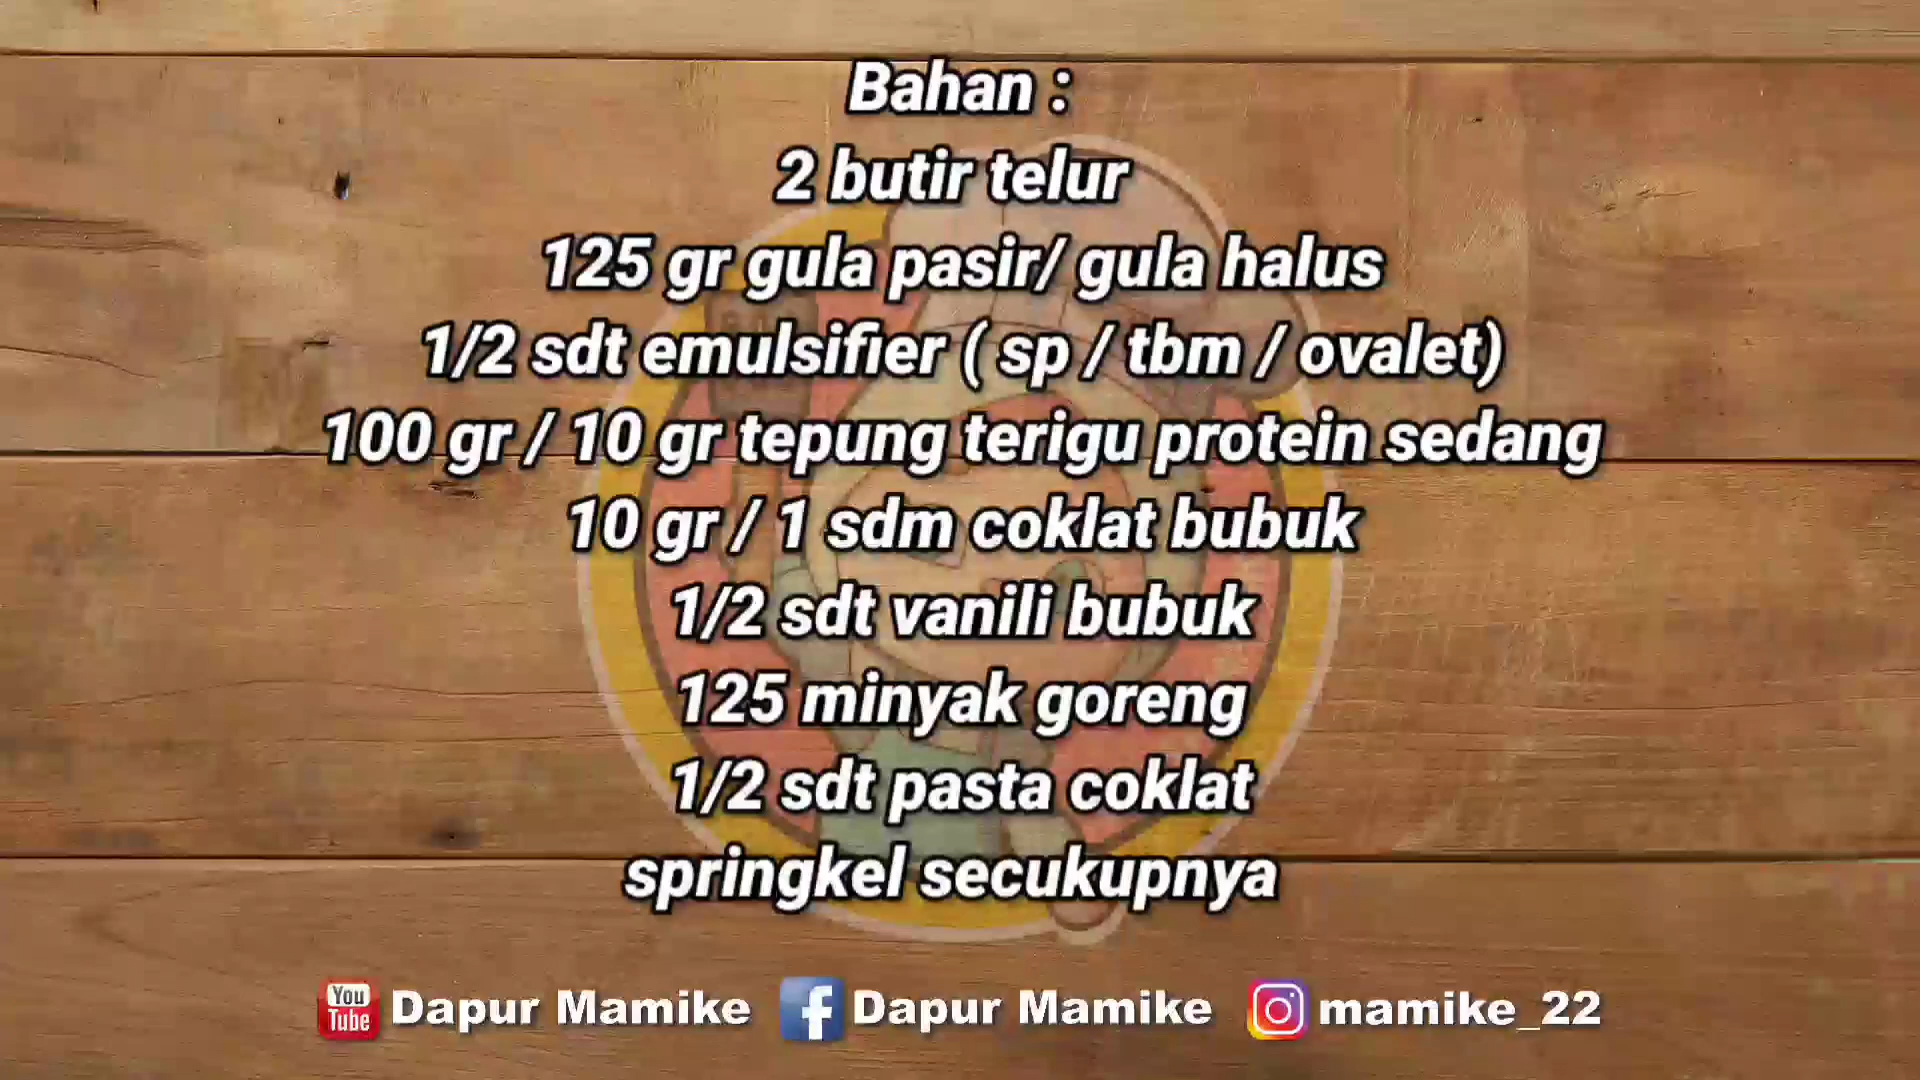 Bahan :
2 butir telur
125 gr gula pasir/ gula halus
1/2 sdt emulsifier ( sp / tbm / ovalet)
100 gr / 10 gr tepung terigu protein sedang
10 gr / 1 sdm coklat bubuk
1/2 sdt vanili bubuk
125 minyak goreng
1/2 sdt pasta coklat
springkel secukupnya
You Tube Dapur Mamike f Dapur Mamike mamike_22